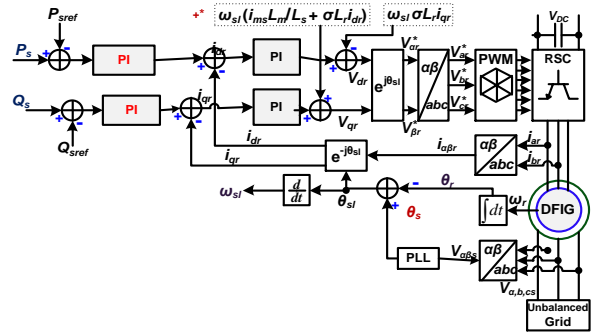 P_sref
+* ω_sl(i_ms L_m/L_s + σL_r i_dr)
ω_sl σL_r i_qr
V_DC
P_s
+
-
PI
+
-
i_dr
PI
+
-
V_dr
V*_αr
V*_ar
PWM
RSC
e^jθsl
αβ
abc
V*_br
V*_cs
V*_βr
Q_s
+
-
Q_sref
PI
+
-
i_qr
PI
+
+
V_qr
i_dr
i_qr
e^-jθsl
i_αβr
αβ
abc
i_ar
i_br
ω_sl
d/dt
θ_sl
-
θ_r
+
θ_s
∫dt
ω_r
DFIG
PLL
V_αβs
αβ
abc
V_a,b,cs
Unbalanced
Grid